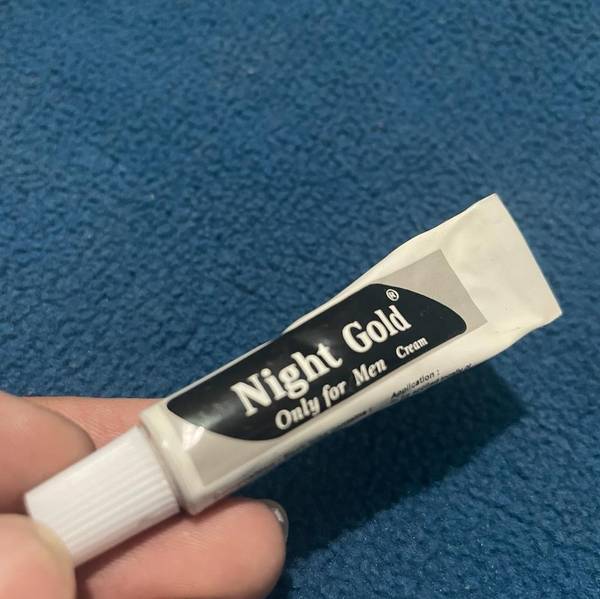 Night Gold ®
Only for Men Cream
Application :